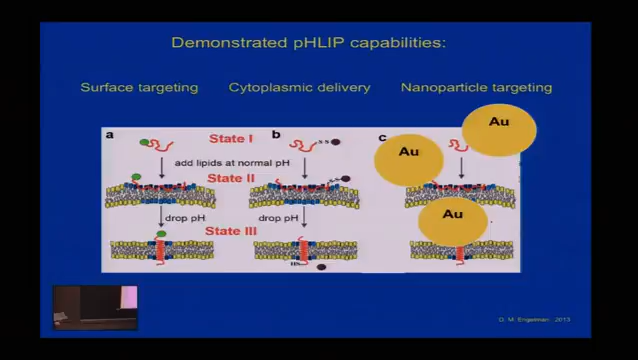 Demonstrated pHLIP capabilities:
Surface targeting Cytoplasmic delivery Nanoparticle targeting
a State I b c Au Au
add lipids at normal pH
State II
Au
drop pH drop pH
State III
D. M. Engelman 2013